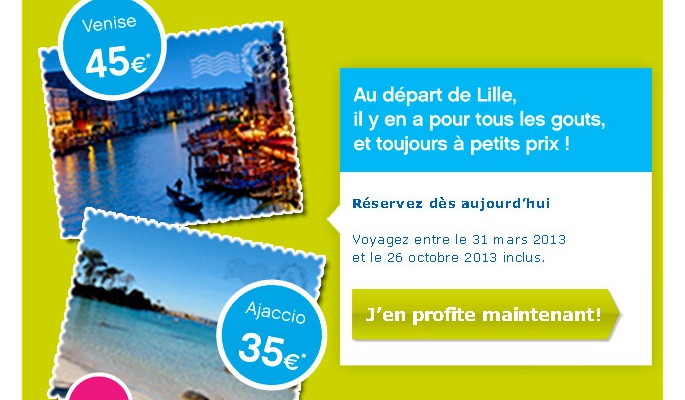 Venise
45€*
Au départ de Lille,
il y en a pour tous les gouts,
et toujours à petits prix !
Réservez dès aujourd'hui
Voyagez entre le 31 mars 2013
et le 26 octobre 2013 inclus.
J'en profite maintenant!
Ajaccio
35€*